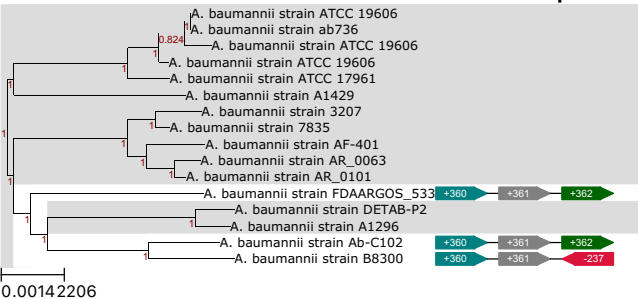 A. baumannii strain ATCC 19606
1
A. baumannii strain ab736
0.824
A. baumannii strain ATCC 19606
A. baumannii strain ATCC 19606
1
A. baumannii strain ATCC 17961
1
A. baumannii strain A1429
A. baumannii strain 3207
1
A. baumannii strain 7835
1
A. baumannii strain AF-401
1
A. baumannii strain AR_0063
1
A. baumannii strain AR_0101
1
A. baumannii strain FDAARGOS_533 +360 +361 +362
A. baumannii strain DETAB-P2
1
1
A. baumannii strain A1296
1
A. baumannii strain Ab-C102 +360 +361 +362
1
A. baumannii strain B8300 +360 +361 -237
0.00142206